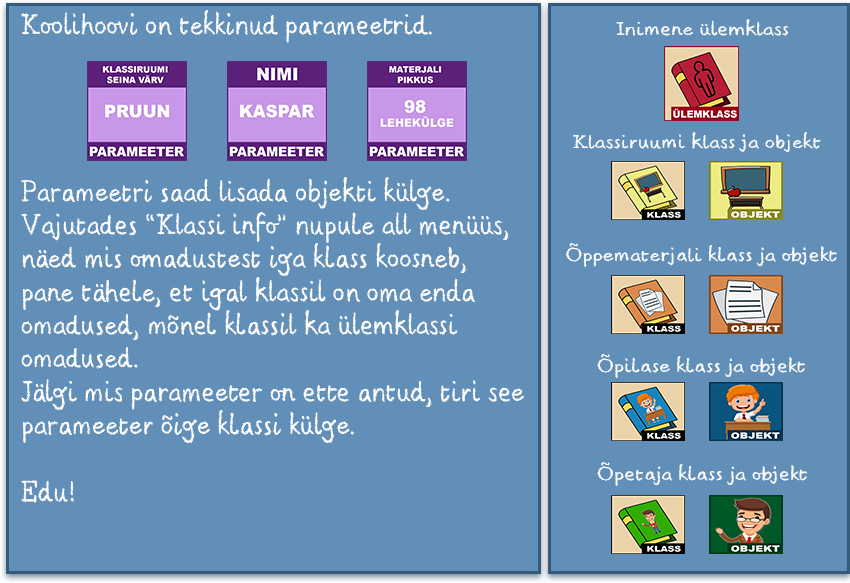 Koolihoovi on tekkinud parameetrid.
KLASSIRUUMI
SEINA VÄRV
PRUUN
PARAMEETER
NIMI
KASPAR
PARAMEETER
MATERJALI
PIKKUS
98
LEHEKÜLGE
PARAMEETER
Parameetri saad lisada objekti külge.
Vajutades "Klassi info" nupule all menüüs,
näed mis omadustest iga klass koosneb,
pane tähele, et igal klassil on oma enda
omadused, mõnel klassil ka ülemklassi
omadused.
Jälgi mis parameeter on ette antud, tiri see
parameeter õige klassi külge.
Edu!
Inimene ülemklass
ÜLEMKLASS
Klassiruumi klass ja objekt
KLASS
OBJEKT
Õppematerjali klass ja objekt
KLASS
OBJEKT
Õpilase klass ja objekt
KLASS
OBJEKT
Õpetaja klass ja objekt
KLASS
OBJEKT